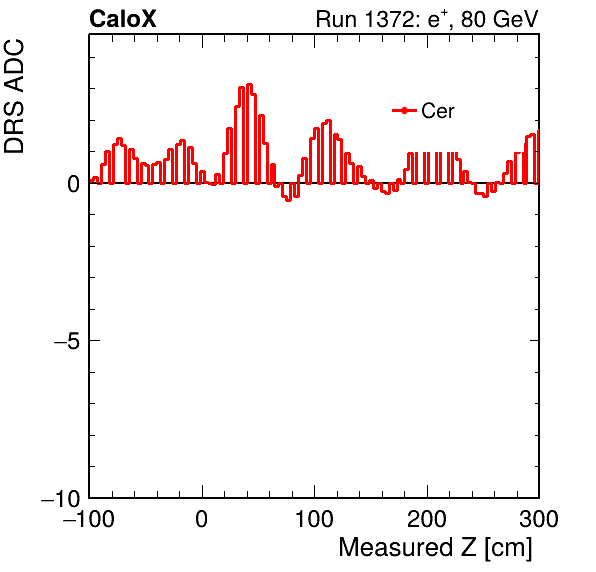 CaloX Run 1372: e+, 80 GeV
DRS ADC
Cer
0
−5
−10
−100 0 100 200 300
Measured Z [cm]